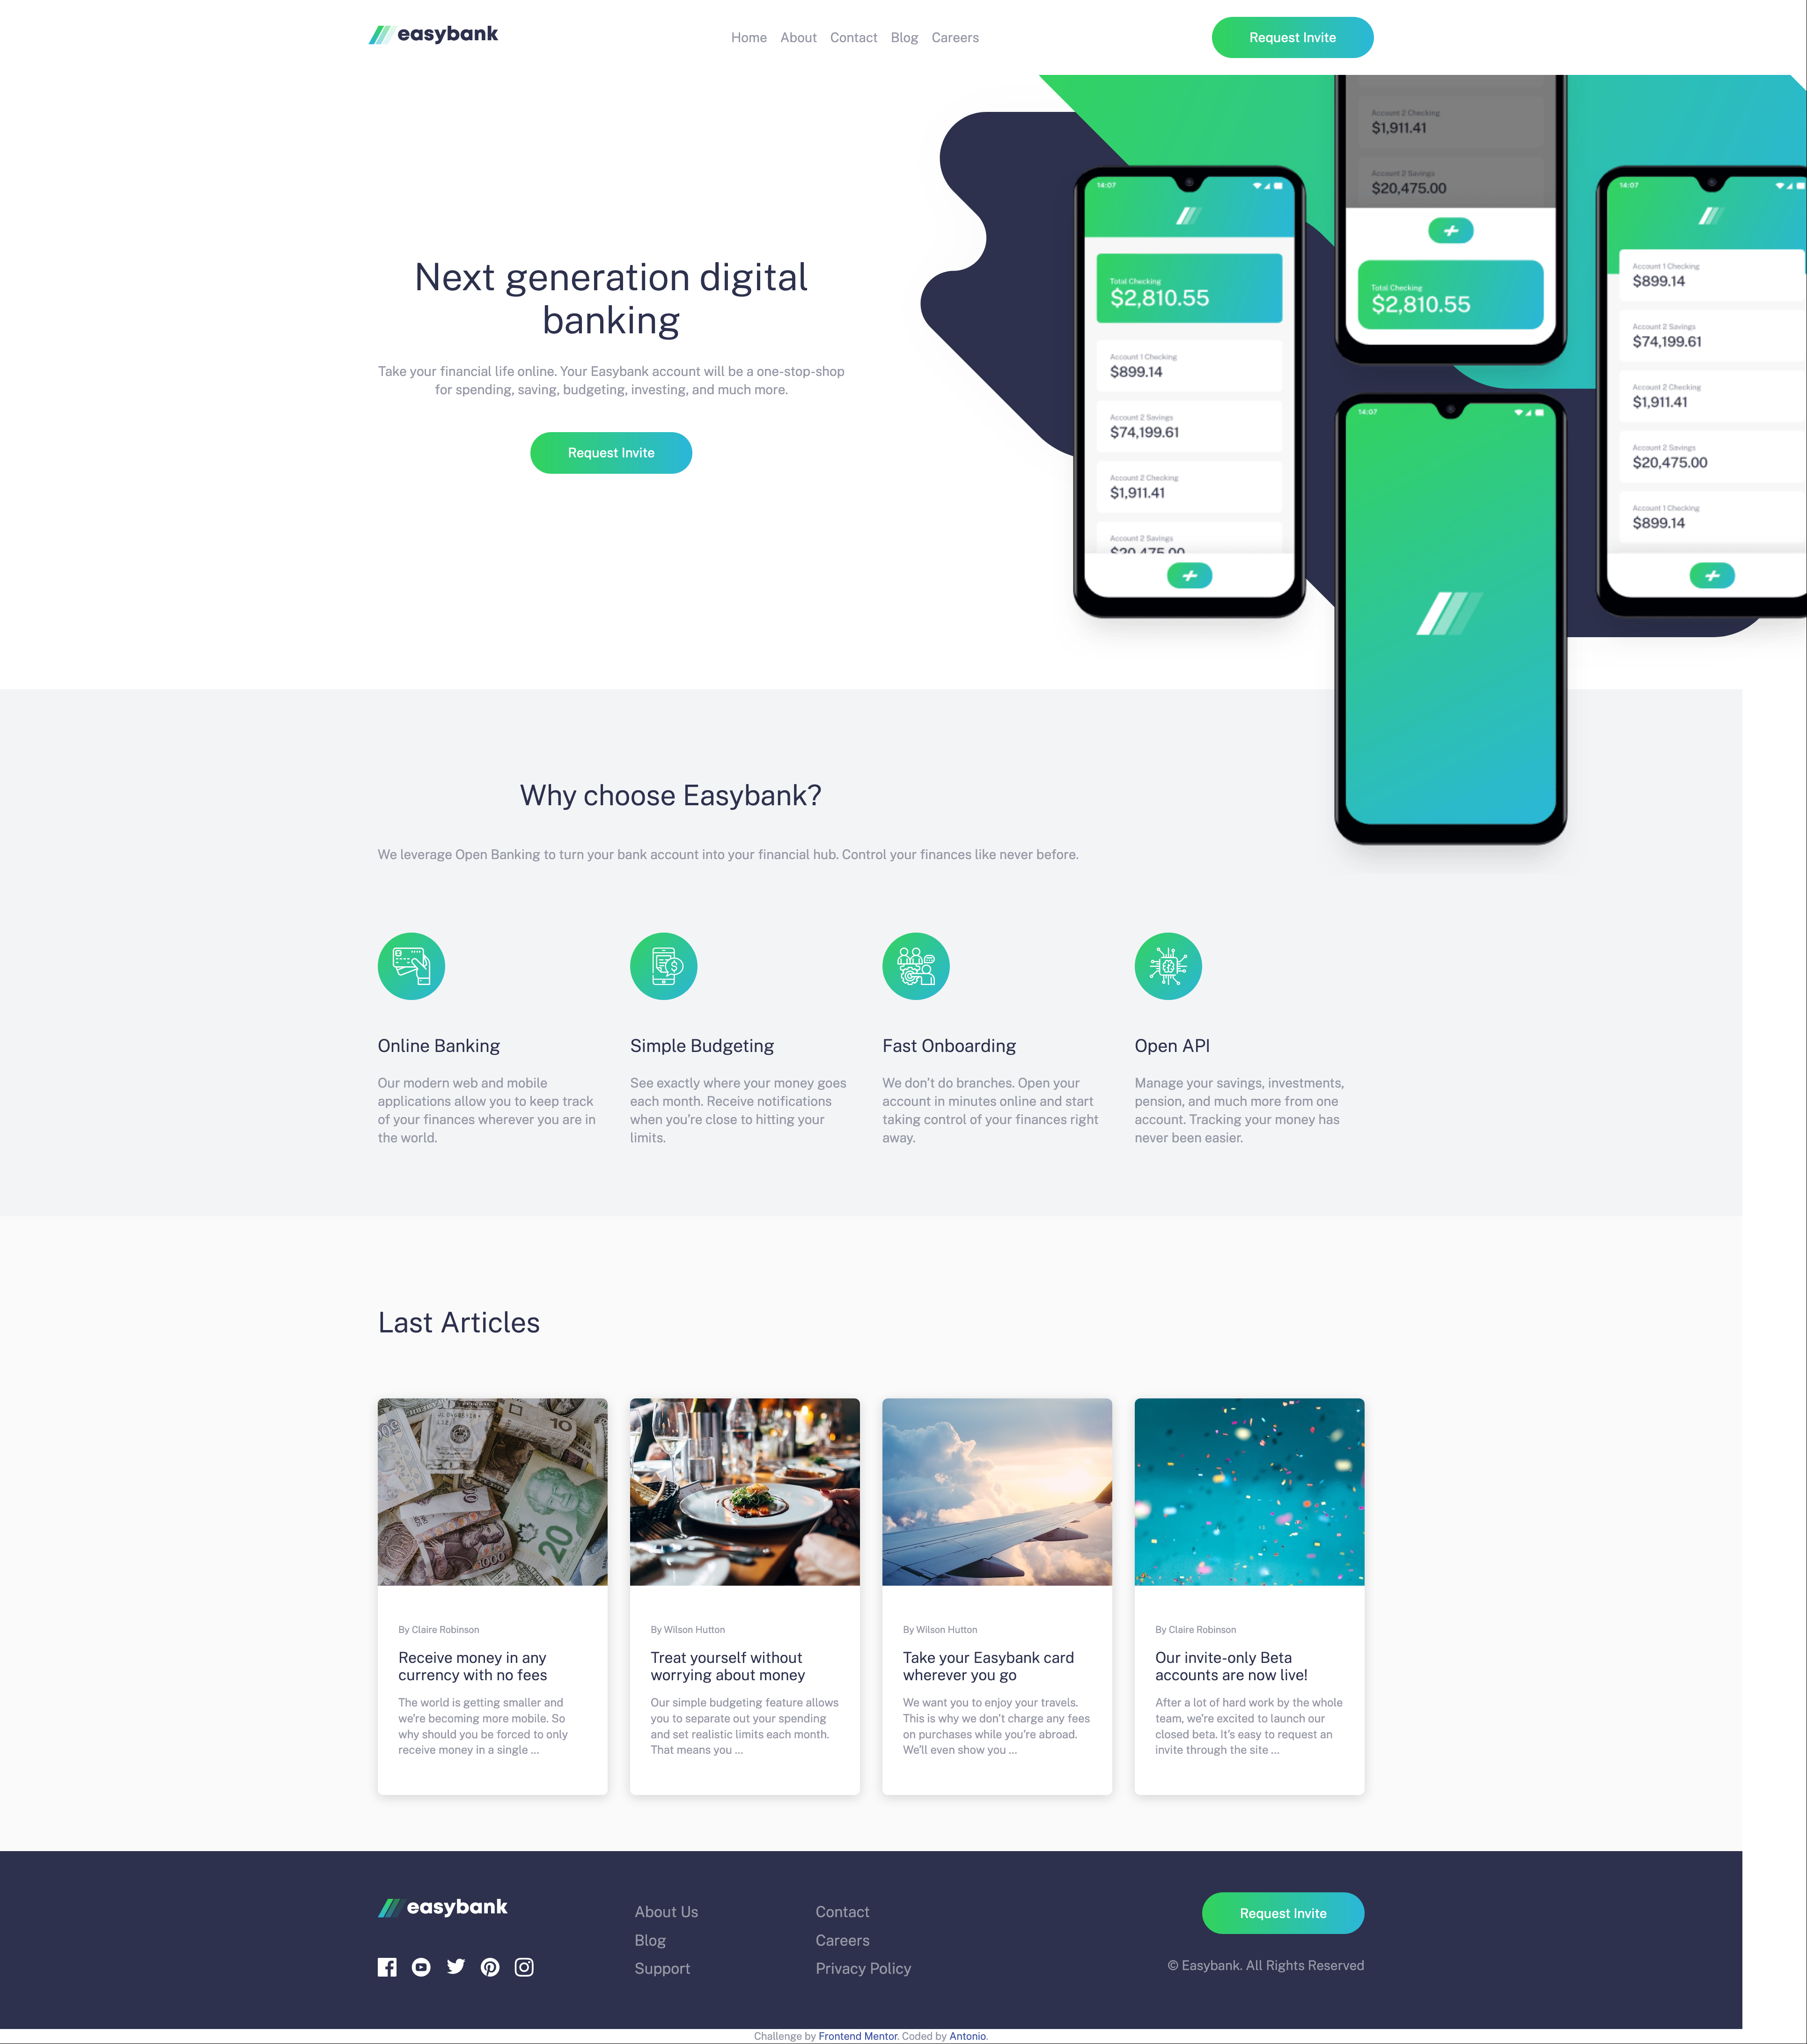 easybank
Home About Contact Blog Careers
Request Invite
Next generation digital
banking
Take your financial life online. Your Easybank account will be a one-stop-shop
for spending, saving, budgeting, investing, and much more.
Request Invite
14:07
Total Checking
$2,810.55
Account 1 Checking
$899.14
Account 2 Savings
$74,199.61
Account 2 Checking
$1,911.41
Account 2 Savings
$20,475.00
Account 2 Checking
$1,911.41
Account 2 Savings
$20,475.00
Total Checking
$2,810.55
14:07
14:07
Account 1 Checking
$899.14
Account 2 Savings
$74,199.61
Account 2 Checking
$1,911.41
Account 2 Savings
$20,475.00
Account 1 Checking
$899.14
Why choose Easybank?
We leverage Open Banking to turn your bank account into your financial hub. Control your finances like never before.
Online Banking
Our modern web and mobile
applications allow you to keep track
of your finances wherever you are in
the world.
Simple Budgeting
See exactly where your money goes
each month. Receive notifications
when you’re close to hitting your
limits.
Fast Onboarding
We don’t do branches. Open your
account in minutes online and start
taking control of your finances right
away.
Open API
Manage your savings, investments,
pension, and much more from one
account. Tracking your money has
never been easier.
Last Articles
10
20
1000
By Claire Robinson
Receive money in any
currency with no fees
The world is getting smaller and
we’re becoming more mobile. So
why should you be forced to only
receive money in a single ...
By Wilson Hutton
Treat yourself without
worrying about money
Our simple budgeting feature allows
you to separate out your spending
and set realistic limits each month.
That means you ...
By Wilson Hutton
Take your Easybank card
wherever you go
We want you to enjoy your travels.
This is why we don’t charge any fees
on purchases while you’re abroad.
We’ll even show you ...
By Claire Robinson
Our invite-only Beta
accounts are now live!
After a lot of hard work by the whole
team, we’re excited to launch our
closed beta. It’s easy to request an
invite through the site ...
easybank
About Us
Blog
Support
Contact
Careers
Privacy Policy
Request Invite
© Easybank. All Rights Reserved
Challenge by Frontend Mentor. Coded by Antonio.